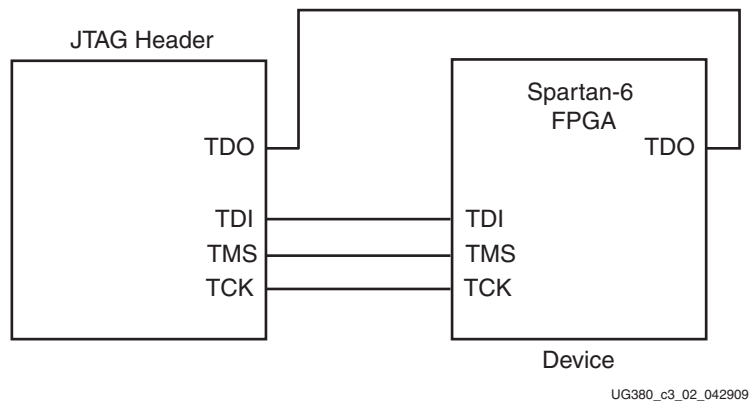 JTAG Header
TDO
TDI
TMS
TCK
Spartan-6
FPGA
TDO
TDI
TMS
TCK
Device
UG380_c3_02_042909